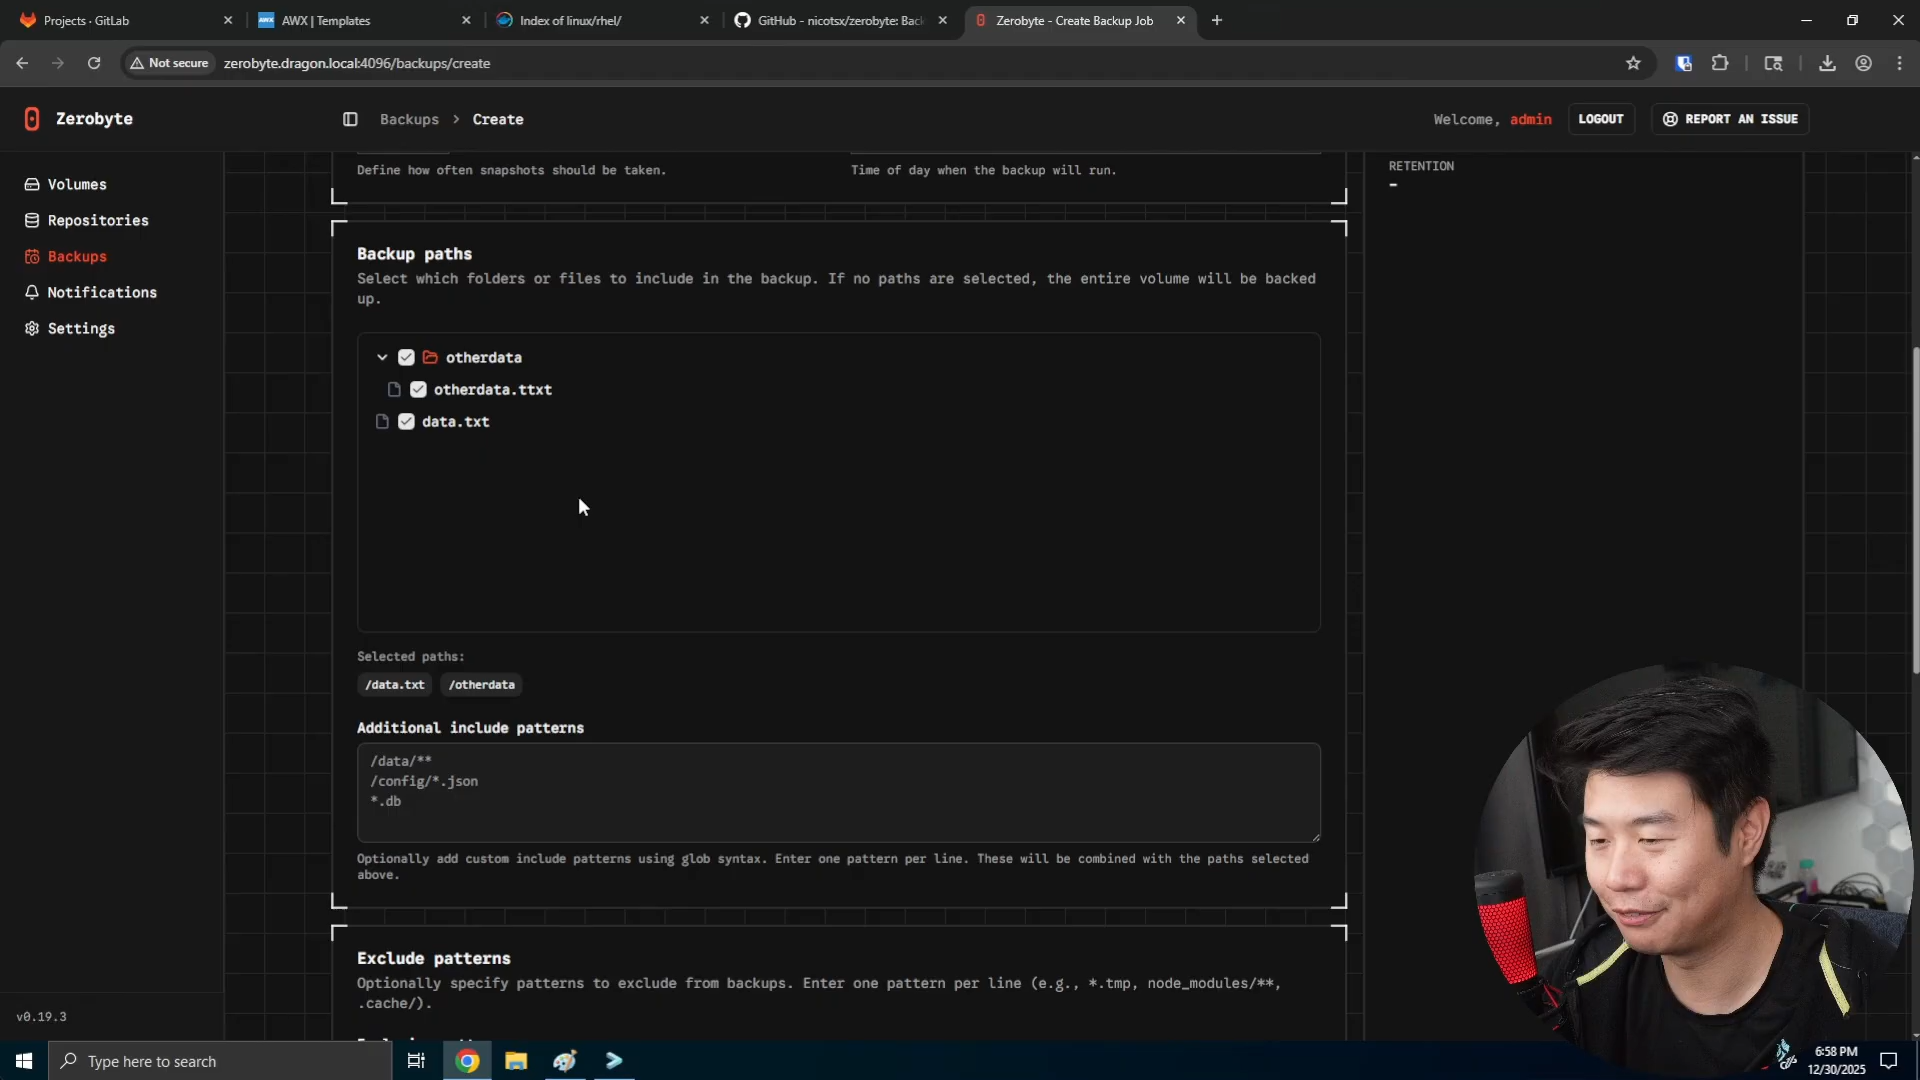 Projects · GitLab
AWX | Templates
Index of linux/rhel/
GitHub - nicotsx/zerobyte: Back
Zerobyte - Create Backup Job
Not secure
zerobyte.dragon.local:4096/backups/create
Zerobyte
Backups > Create
Welcome, admin
LOGOUT
REPORT AN ISSUE
Volumes
Repositories
Backups
Notifications
Settings
Define how often snapshots should be taken.
Time of day when the backup will run.
RETENTION
-
Backup paths
Select which folders or files to include in the backup. If no paths are selected, the entire volume will be backed
up.
otherdata
otherdata.ttxt
data.txt
Selected paths:
/data.txt
/otherdata
Additional include patterns
/data/**
/config/*.json
*.db
Optionally add custom include patterns using glob syntax. Enter one pattern per line. These will be combined with the paths selected
above.
Exclude patterns
Optionally specify patterns to exclude from backups. Enter one pattern per line (e.g., *.tmp, node_modules/**,
.cache/).
v0.19.3
Type here to search
6:58 PM
12/30/2025